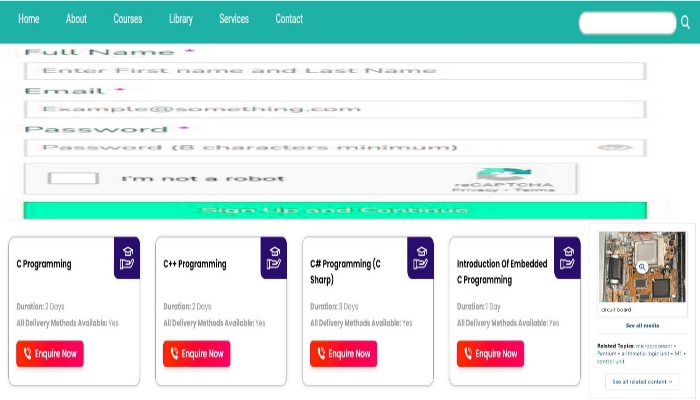 Home About Courses Library Services Contact
Full Name *
Enter First name and Last Name
Email *
Example@something.com
Password *
Password (8 characters minimum)
I'm not a robot
reCAPTCHA
Privacy - Terms
Sign Up and Continue
C Programming
Duration: 2 Days
All Delivery Methods Available: Yes
Enquire Now
C++ Programming
Duration: 2 Days
All Delivery Methods Available: Yes
Enquire Now
C# Programming (C
Sharp)
Duration: 3 Days
All Delivery Methods Available: Yes
Enquire Now
Introduction Of Embedded
C Programming
Duration: 1 Day
All Delivery Methods Available: Yes
Enquire Now
circuit board
See all media
Related Topics: microprocessor •
Pentium • arithmetic-logic unit • M1 •
control unit
See all related content →